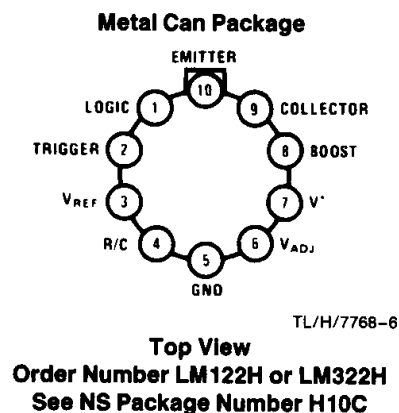 Metal Can Package
EMITTER
10
LOGIC 1
9 COLLECTOR
TRIGGER 2
8 BOOST
VREF 3
7 V+
R/C 4
6 VADJ
5
GND
TL/H/7768-6
Top View
Order Number LM122H or LM322H
See NS Package Number H10C